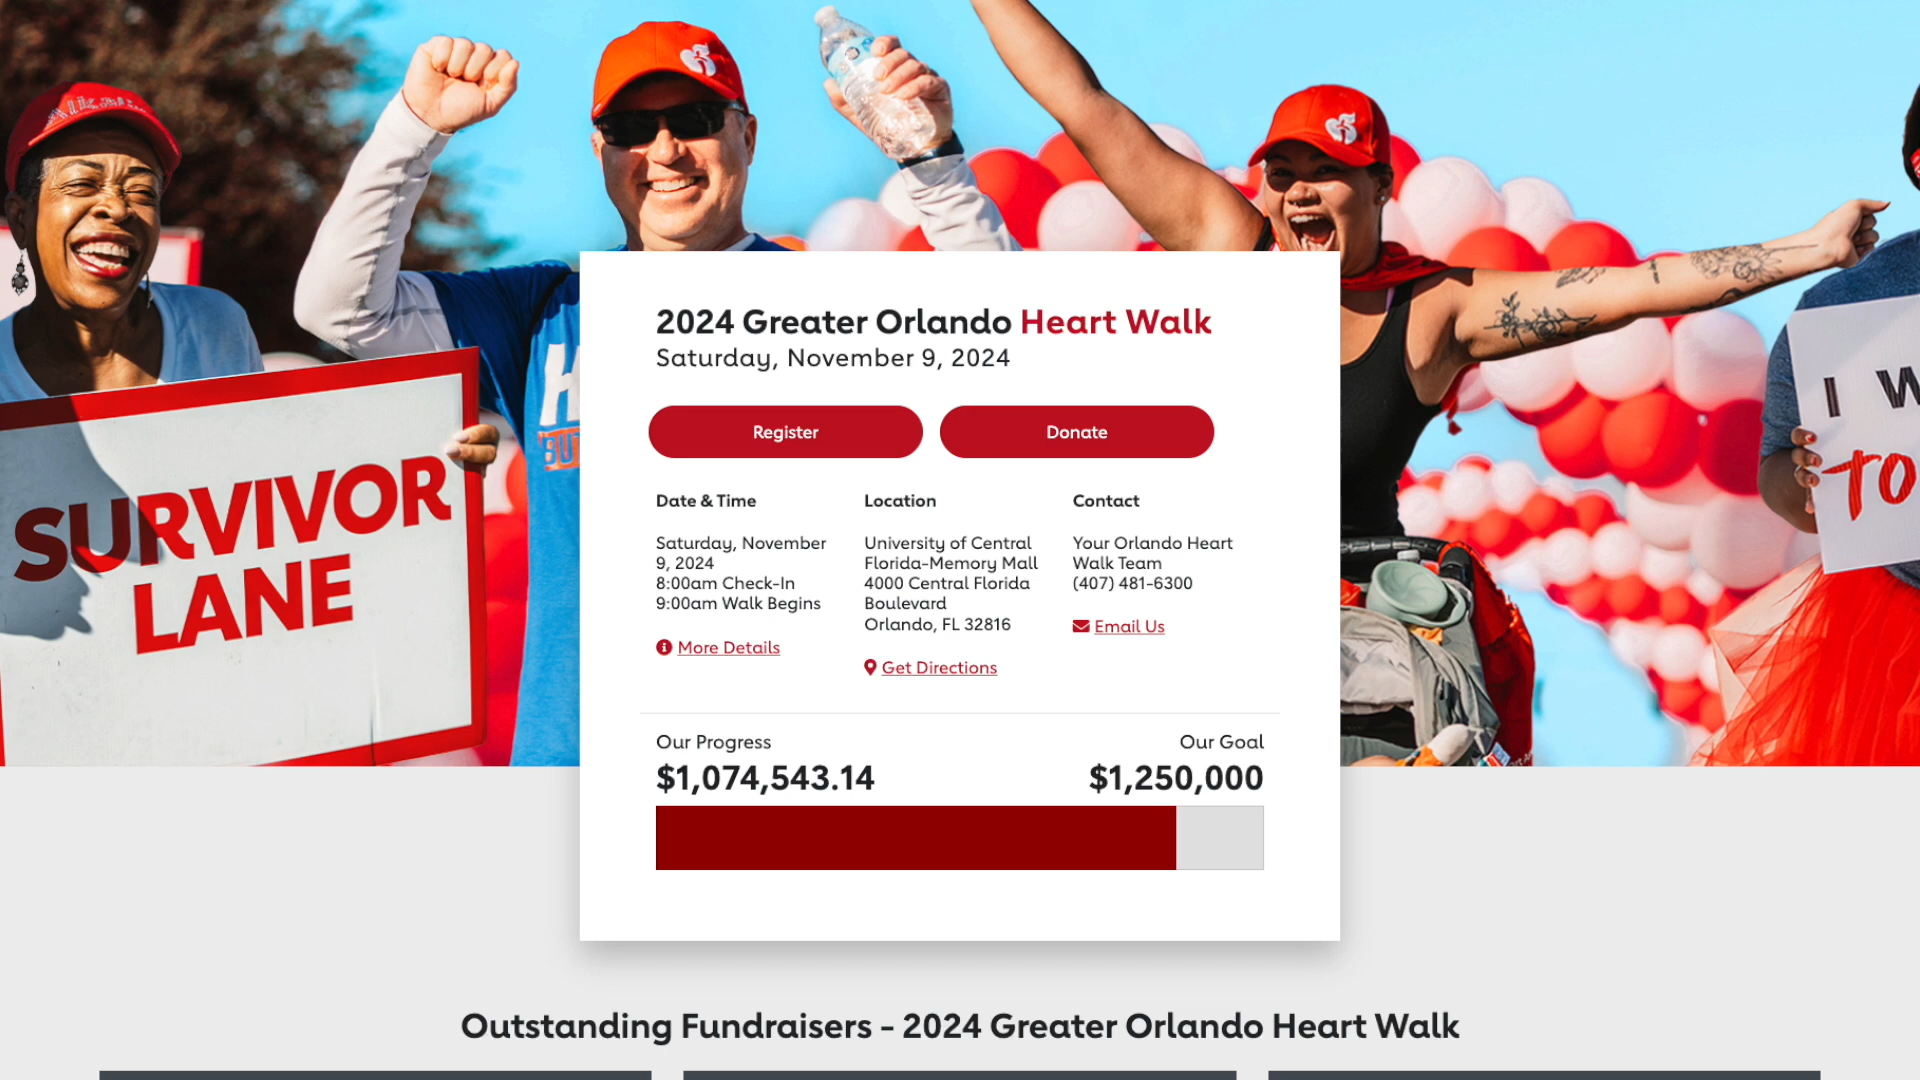 SURVIVOR
LANE
I W
TO
2024 Greater Orlando Heart Walk
Saturday, November 9, 2024
Register
Donate
Date & Time
Saturday, November
9, 2024
8:00am Check-In
9:00am Walk Begins
More Details
Location
University of Central
Florida-Memory Mall
4000 Central Florida
Boulevard
Orlando, FL 32816
Get Directions
Contact
Your Orlando Heart
Walk Team
(407) 481-6300
Email Us
Our Progress
$1,074,543.14
Our Goal
$1,250,000
Outstanding Fundraisers - 2024 Greater Orlando Heart Walk